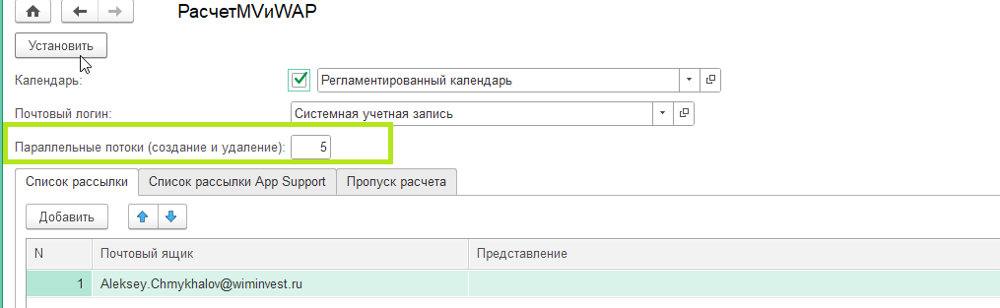 РасчетMVиWAP
Установить
Календарь: Регламентированный календарь
Почтовый логин: Системная учетная запись
Параллельные потоки (создание и удаление): 5
Список рассылки Список рассылки App Support Пропуск расчета
Добавить
N Почтовый ящик Представление
1 Aleksey.Chmykhalov@wiminvest.ru